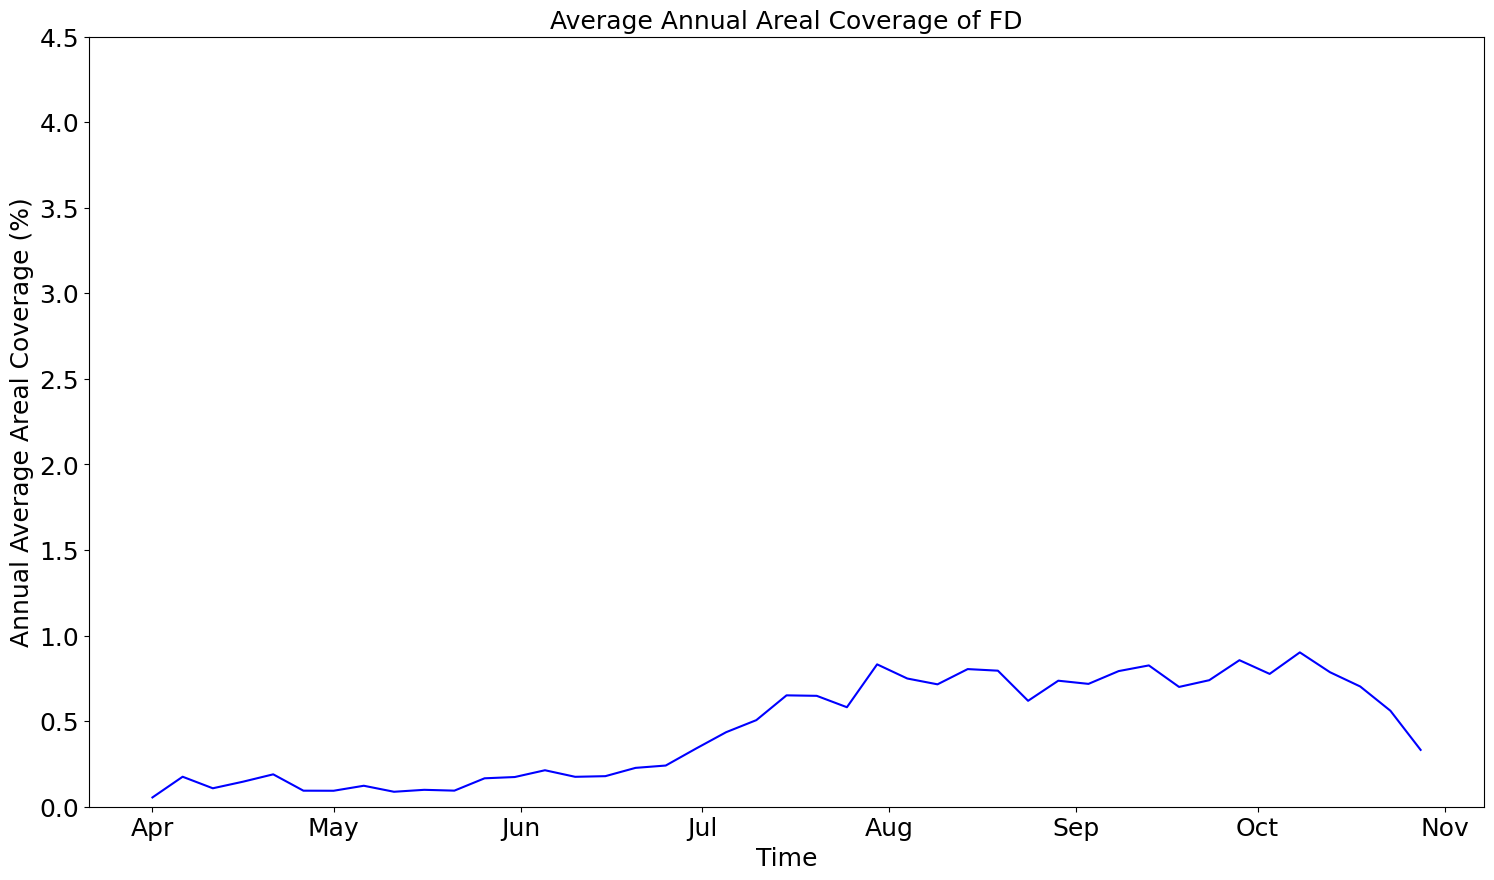 Average Annual Areal Coverage of FD
Annual Average Areal Coverage (%)
4.5
4.0
3.5
3.0
2.5
2.0
1.5
1.0
0.5
0.0
Apr May Jun Jul Aug Sep Oct Nov
Time